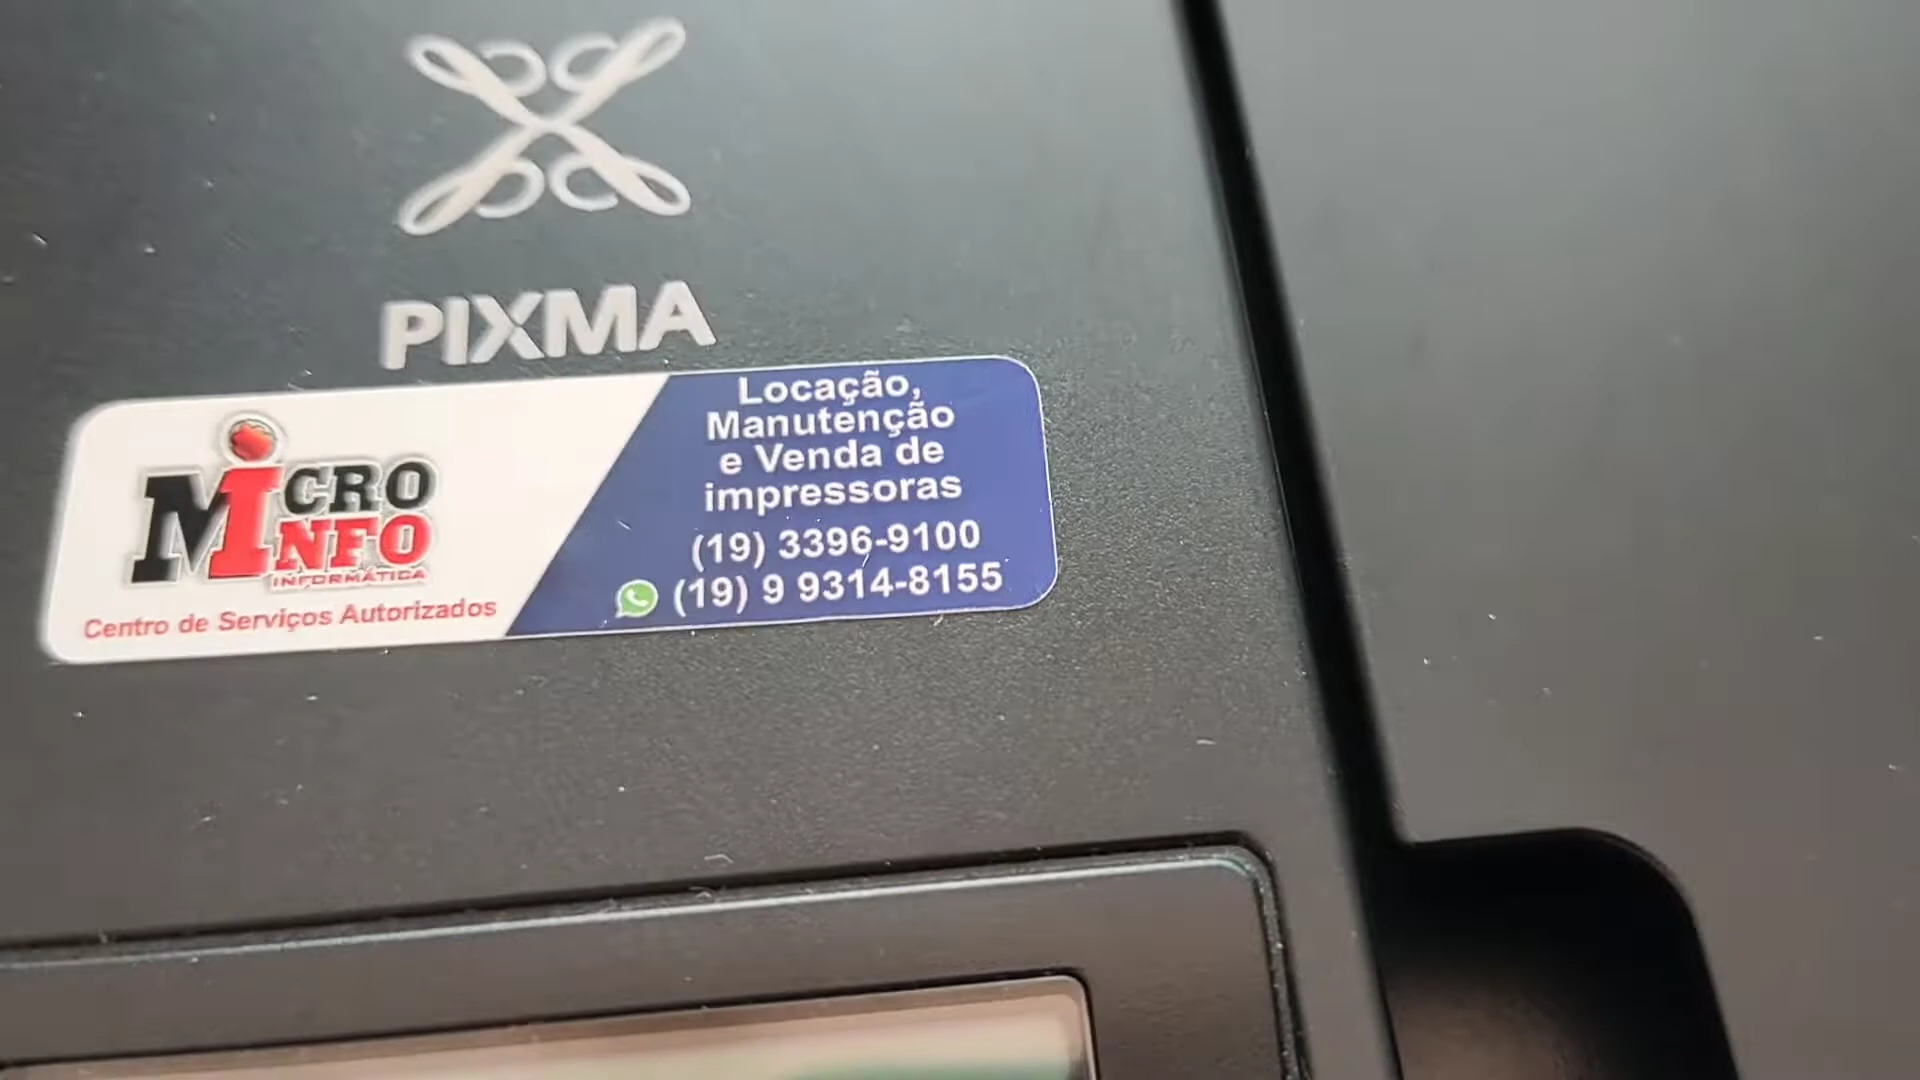 PIXMA
MiCRO
iNFO
INFORMÁTICA
Centro de Serviços Autorizados
Locação,
Manutenção
e Venda de
impressoras
(19) 3396-9100
(19) 9 9314-8155